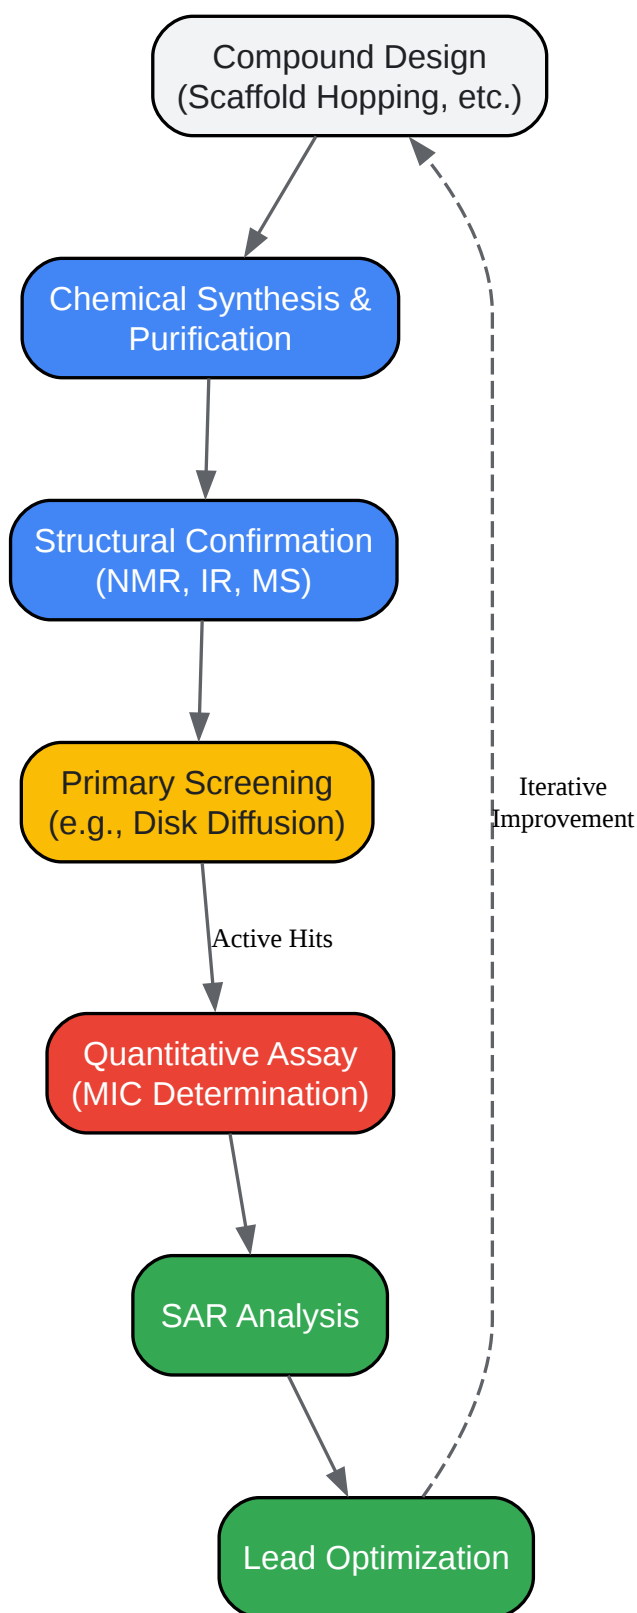 Compound Design
(Scaffold Hopping, etc.)
Chemical Synthesis &
Purification
Structural Confirmation
(NMR, IR, MS)
Primary Screening
(e.g., Disk Diffusion)
Iterative
Improvement
Active Hits
Quantitative Assay
(MIC Determination)
SAR Analysis
Lead Optimization